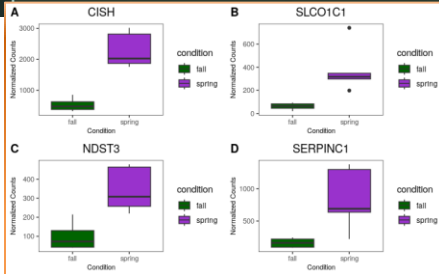 A CISH
3000
2000
1000
Normalized Counts
fall spring
Condition
condition
fall
spring
B SLCO1C1
600
400
200
0
Normalized Counts
fall spring
Condition
condition
fall
spring
C NDST3
400
300
200
100
Normalized Counts
fall spring
Condition
condition
fall
spring
D SERPINC1
1000
500
Normalized Counts
fall spring
Condition
condition
fall
spring